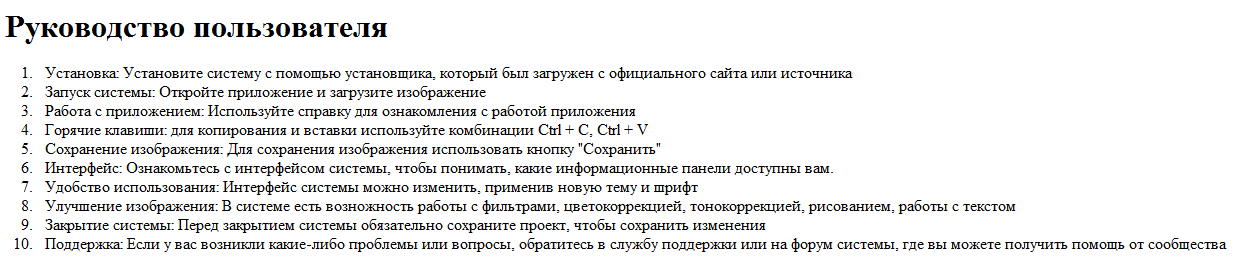 Руководство пользователя
1. Установка: Установите систему с помощью установщика, который был загружен с официального сайта или источника
2. Запуск системы: Откройте приложение и загрузите изображение
3. Работа с приложением: Используйте справку для ознакомления с работой приложения
4. Горячие клавиши: для копирования и вставки используйте комбинации Ctrl + C, Ctrl + V
5. Сохранение изображения: Для сохранения изображения использовать кнопку "Сохранить"
6. Интерфейс: Ознакомьтесь с интерфейсом системы, чтобы понимать, какие информационные панели доступны вам.
7. Удобство использования: Интерфейс системы можно изменить, применив новую тему и шрифт
8. Улучшение изображения: В системе есть возножность работы с фильтрами, цветокоррекцией, тонокоррекцией, рисованием, работы с текстом
9. Закрытие системы: Перед закрытием системы обязательно сохраните проект, чтобы сохранить изменения
10. Поддержка: Если у вас возникли какие-либо проблемы или вопросы, обратитесь в службу поддержки или на форум системы, где вы можете получить помощь от сообщества